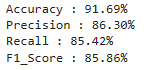 Accuracy : 91.69%
Precision : 86.30%
Recall : 85.42%
F1_Score : 85.86%